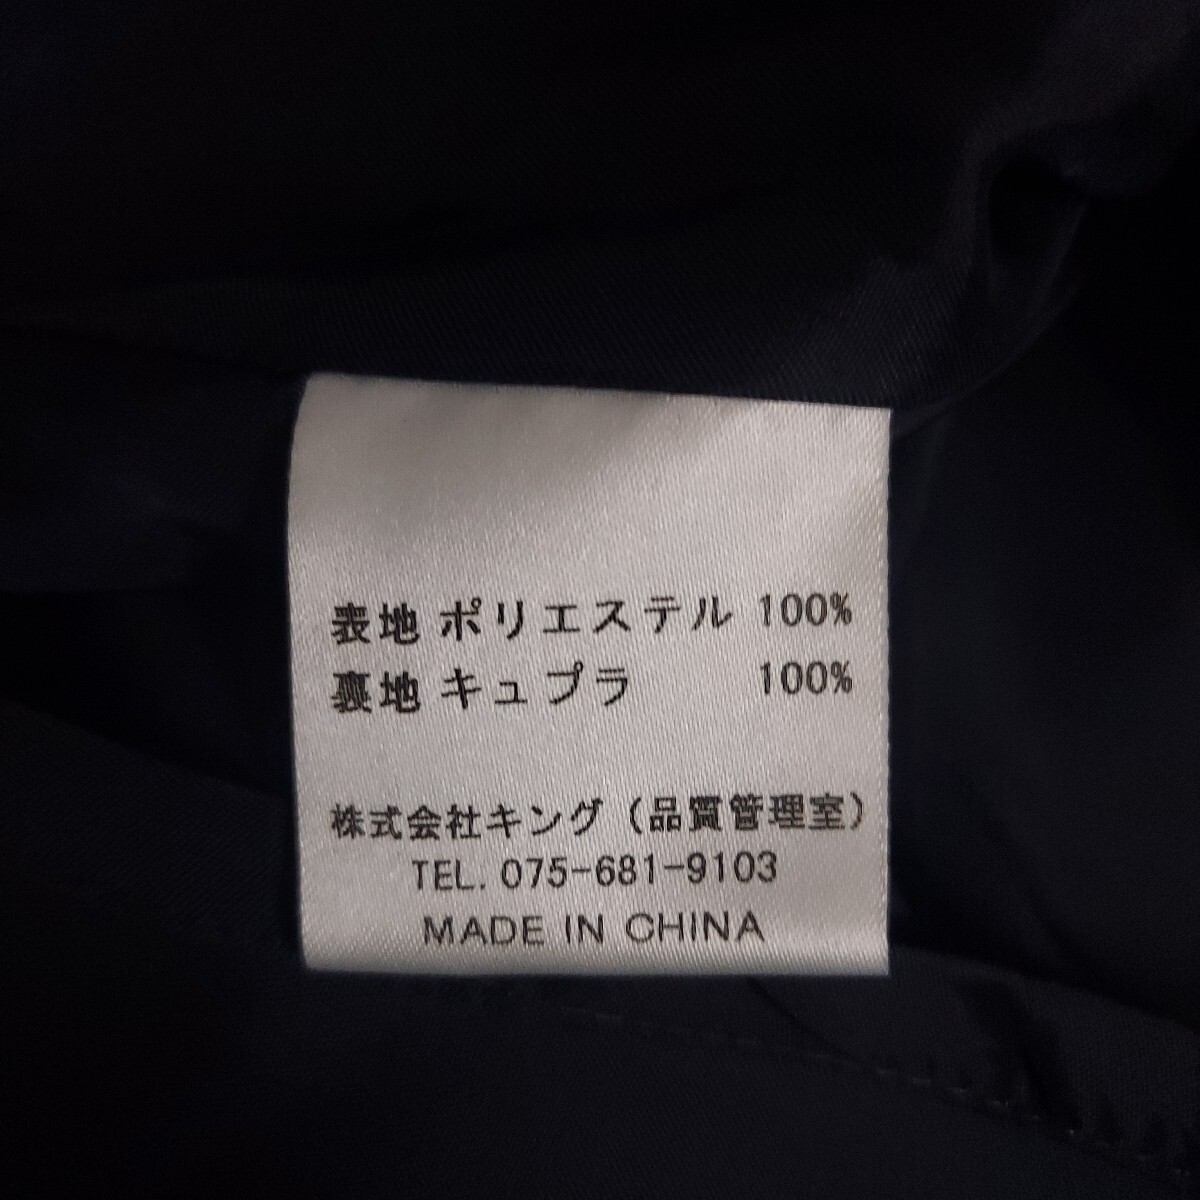 表地 ポリエステル 100%
裏地 キュプラ 100%
株式会社キング（品質管理室）
TEL. 075-681-9103
MADE IN CHINA